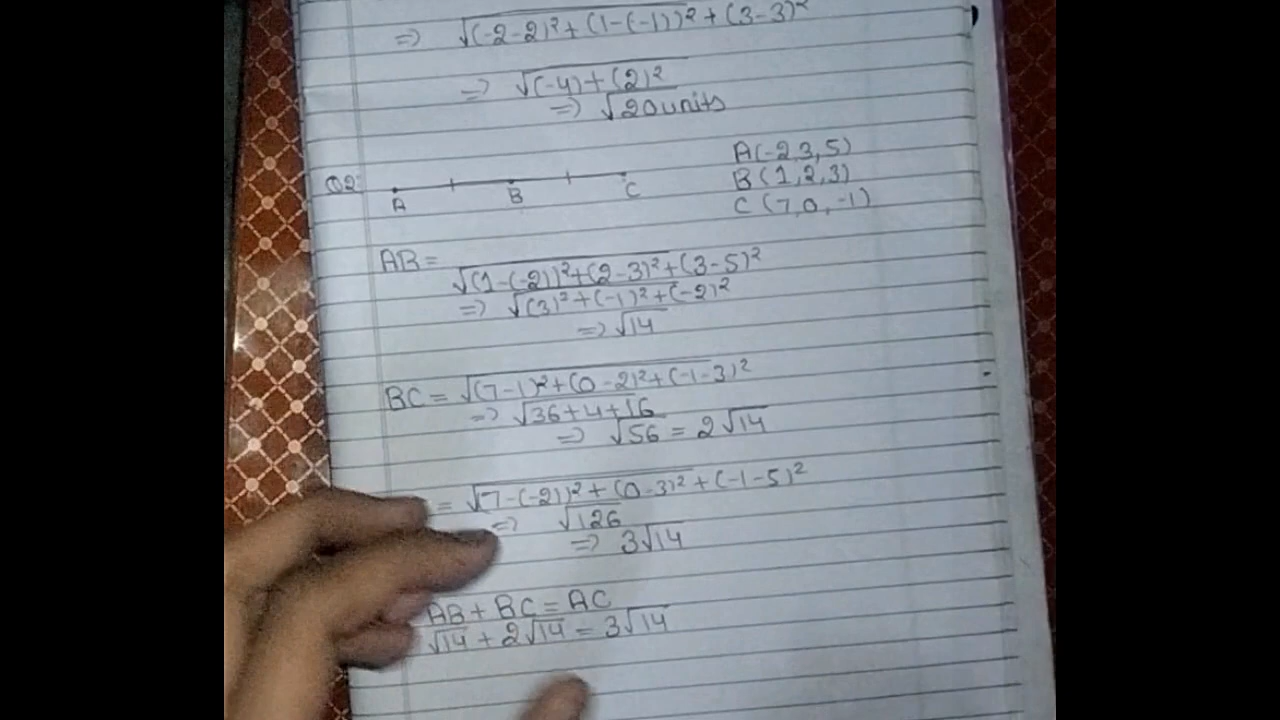 => √(-2-2)²+(1-(-1))²+(3-3)²
=> √(-4)+(2)²
=> √20 units
Q2
A B C
A(-2,3,5)
B(1,2,3)
C(7,0,-1)
AB=
√(1-(-2))²+(2-3)²+(3-5)²
=> √(3)²+(-1)²+(-2)²
=> √14
BC = √(7-1)²+(0-2)²+(-1-3)²
=> √36+4+16
=> √56 = 2√14
= √7-(-2))²+(0-3)²+(-1-5)²
=> √126
=> 3√14
AB+BC=AC
√14+2√14=3√14